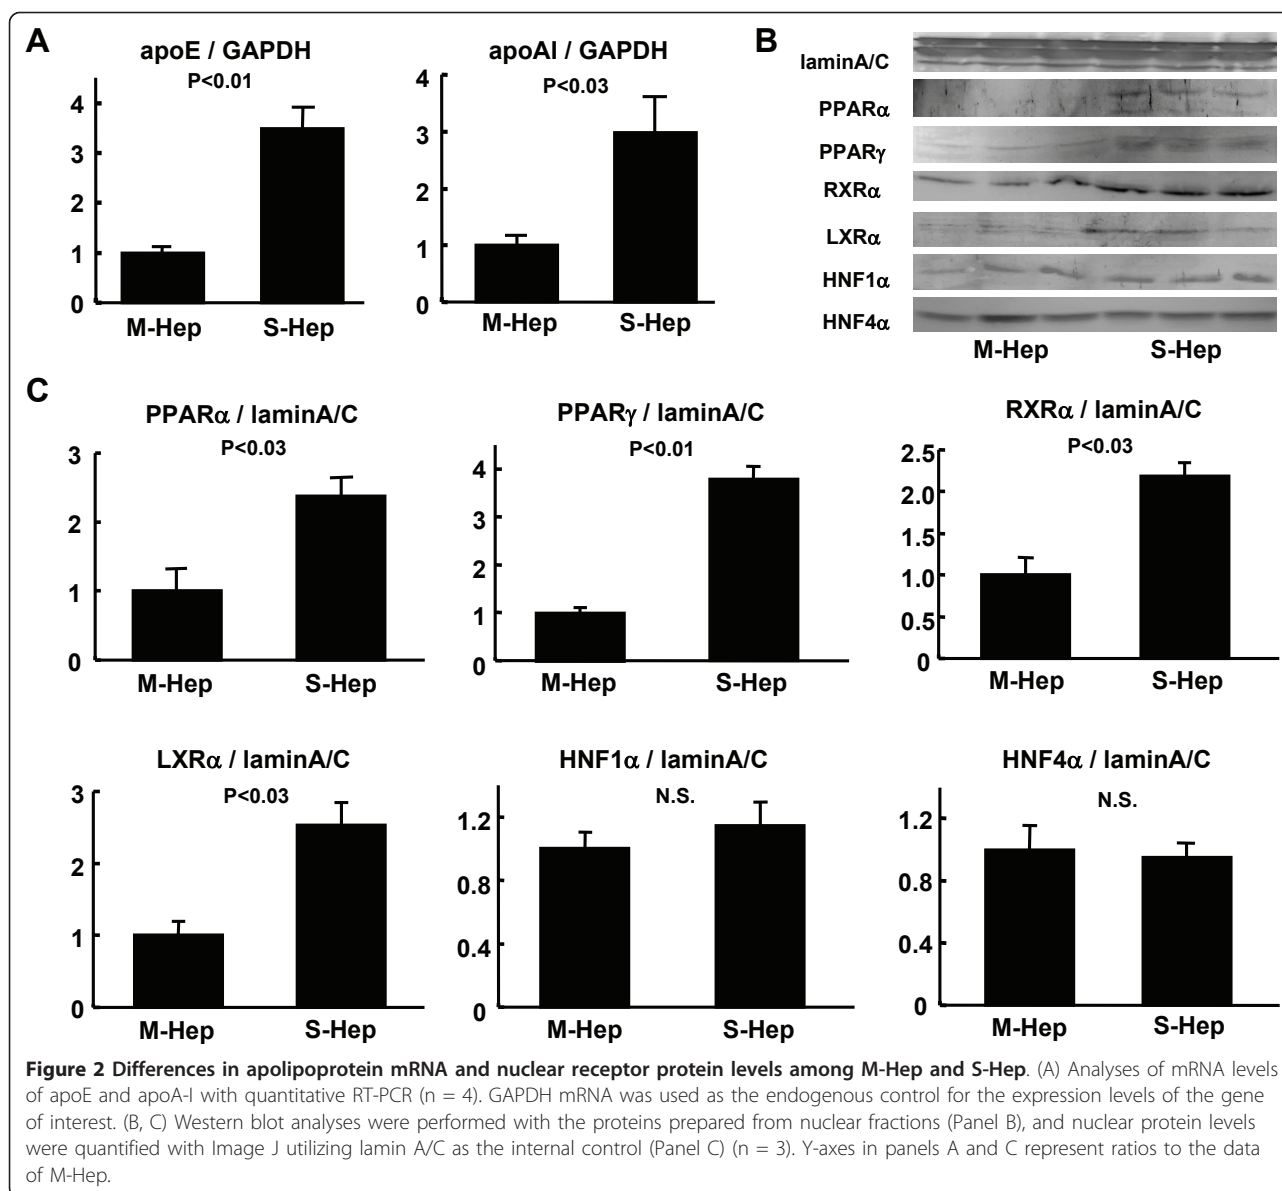 A
apoE / GAPDH
P<0.01
4
3
2
1
0
M-Hep
S-Hep
apoAI / GAPDH
P<0.03
4
3
2
1
0
M-Hep
S-Hep
B
laminA/C
PPARα
PPARγ
RXRα
LXRα
HNF1α
HNF4α
M-Hep
S-Hep
C
PPARα / laminA/C
P<0.03
3
2
1
0
M-Hep
S-Hep
PPARγ / laminA/C
P<0.01
4
3
2
1
0
M-Hep
S-Hep
RXRα / laminA/C
P<0.03
2.5
2.0
1.5
1.0
0.5
0
M-Hep
S-Hep
LXRα / laminA/C
P<0.03
3
2
1
0
M-Hep
S-Hep
HNF1α / laminA/C
N.S.
1.2
0.8
0.4
0
M-Hep
S-Hep
HNF4α / laminA/C
N.S.
1.2
0.8
0.4
0
M-Hep
S-Hep
Figure 2 Differences in apolipoprotein mRNA and nuclear receptor protein levels among M-Hep and S-Hep. (A) Analyses of mRNA levels
of apoE and apoA-I with quantitative RT-PCR (n = 4). GAPDH mRNA was used as the endogenous control for the expression levels of the gene
of interest. (B, C) Western blot analyses were performed with the proteins prepared from nuclear fractions (Panel B), and nuclear protein levels
were quantified with Image J utilizing lamin A/C as the internal control (Panel C) (n = 3). Y-axes in panels A and C represent ratios to the data
of M-Hep.